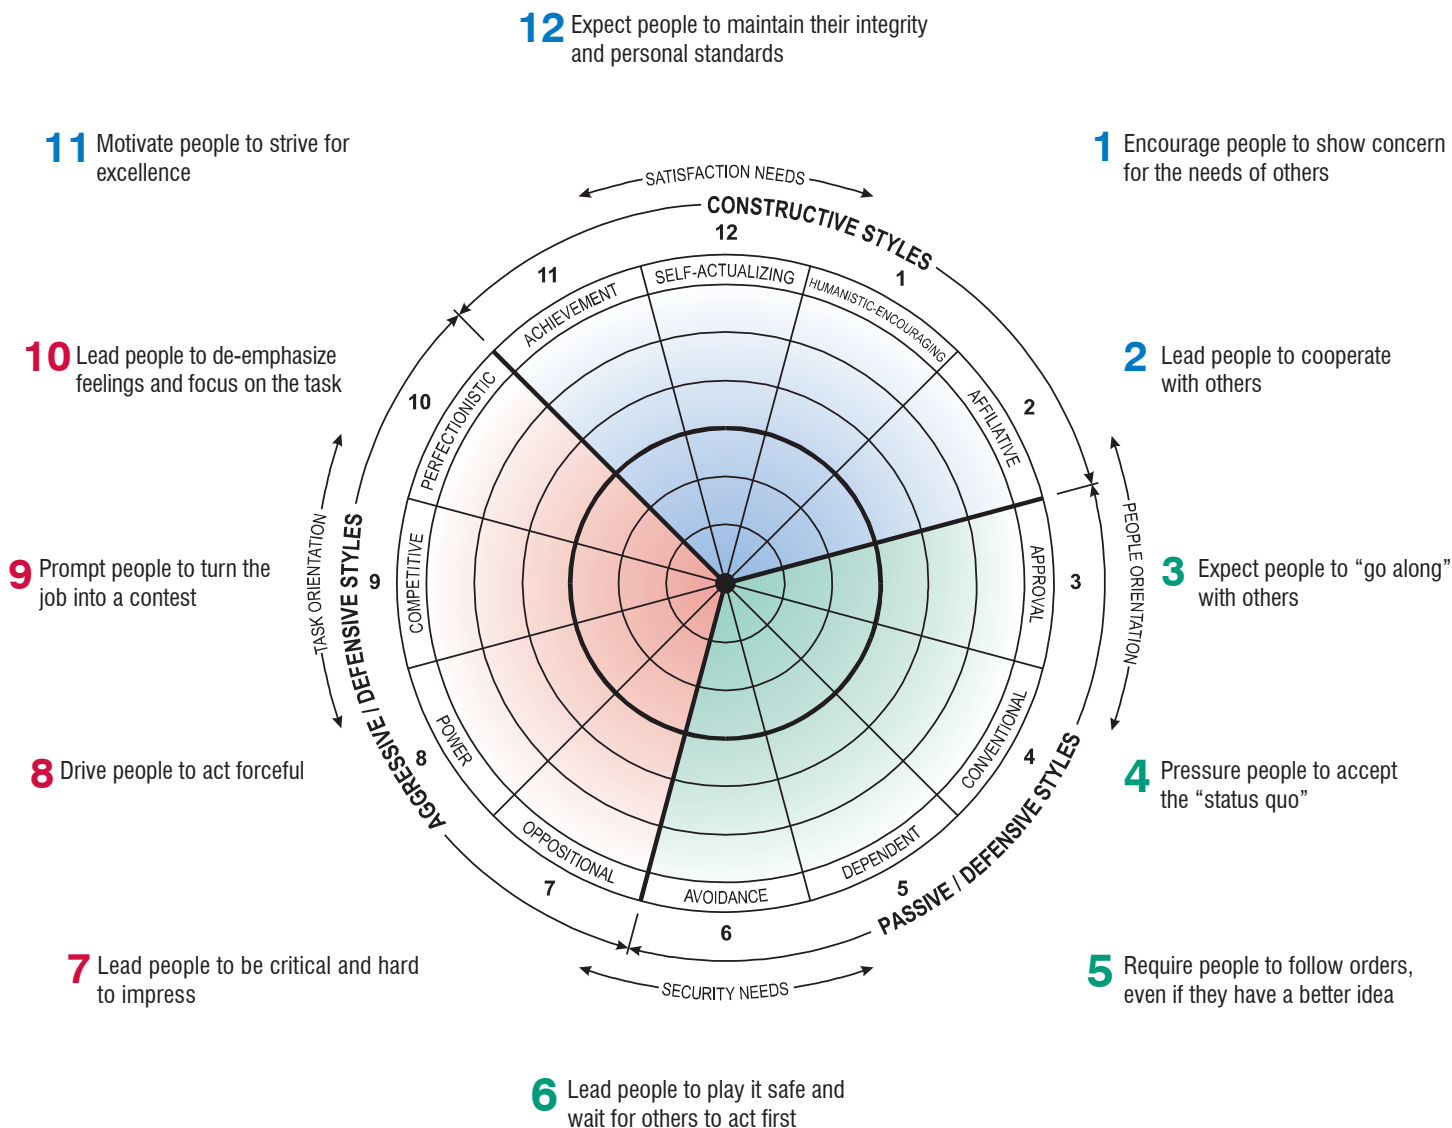 12 Expect people to maintain their integrity
and personal standards
11 Motivate people to strive for
excellence
1 Encourage people to show concern
for the needs of others
10 Lead people to de-emphasize
feelings and focus on the task
2 Lead people to cooperate
with others
9 Prompt people to turn the
job into a contest
3 Expect people to “go along”
with others
8 Drive people to act forceful
4 Pressure people to accept
the “status quo”
7 Lead people to be critical and hard
to impress
5 Require people to follow orders,
even if they have a better idea
6 Lead people to play it safe and
wait for others to act first
SATISFACTION NEEDS
CONSTRUCTIVE STYLES
PEOPLE ORIENTATION
PASSIVE / DEFENSIVE STYLES
SECURITY NEEDS
AGGRESSIVE / DEFENSIVE STYLES
TASK ORIENTATION
12
SELF-ACTUALIZING
1
HUMANISTIC-ENCOURAGING
2
AFFILIATIVE
3
APPROVAL
4
CONVENTIONAL
5
DEPENDENT
6
AVOIDANCE
7
OPPOSITIONAL
8
POWER
9
COMPETITIVE
10
PERFECTIONISTIC
11
ACHIEVEMENT